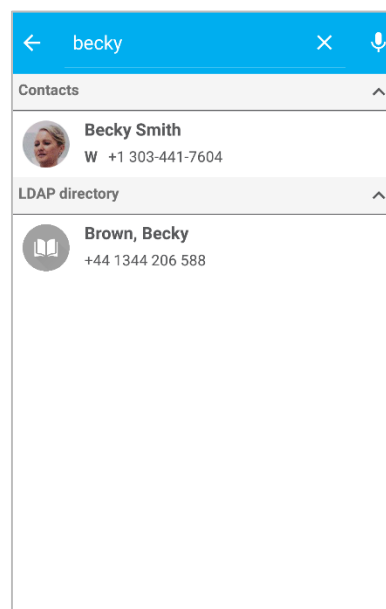 becky
Contacts
Becky Smith
W +1 303-441-7604
LDAP directory
Brown, Becky
+44 1344 206 588